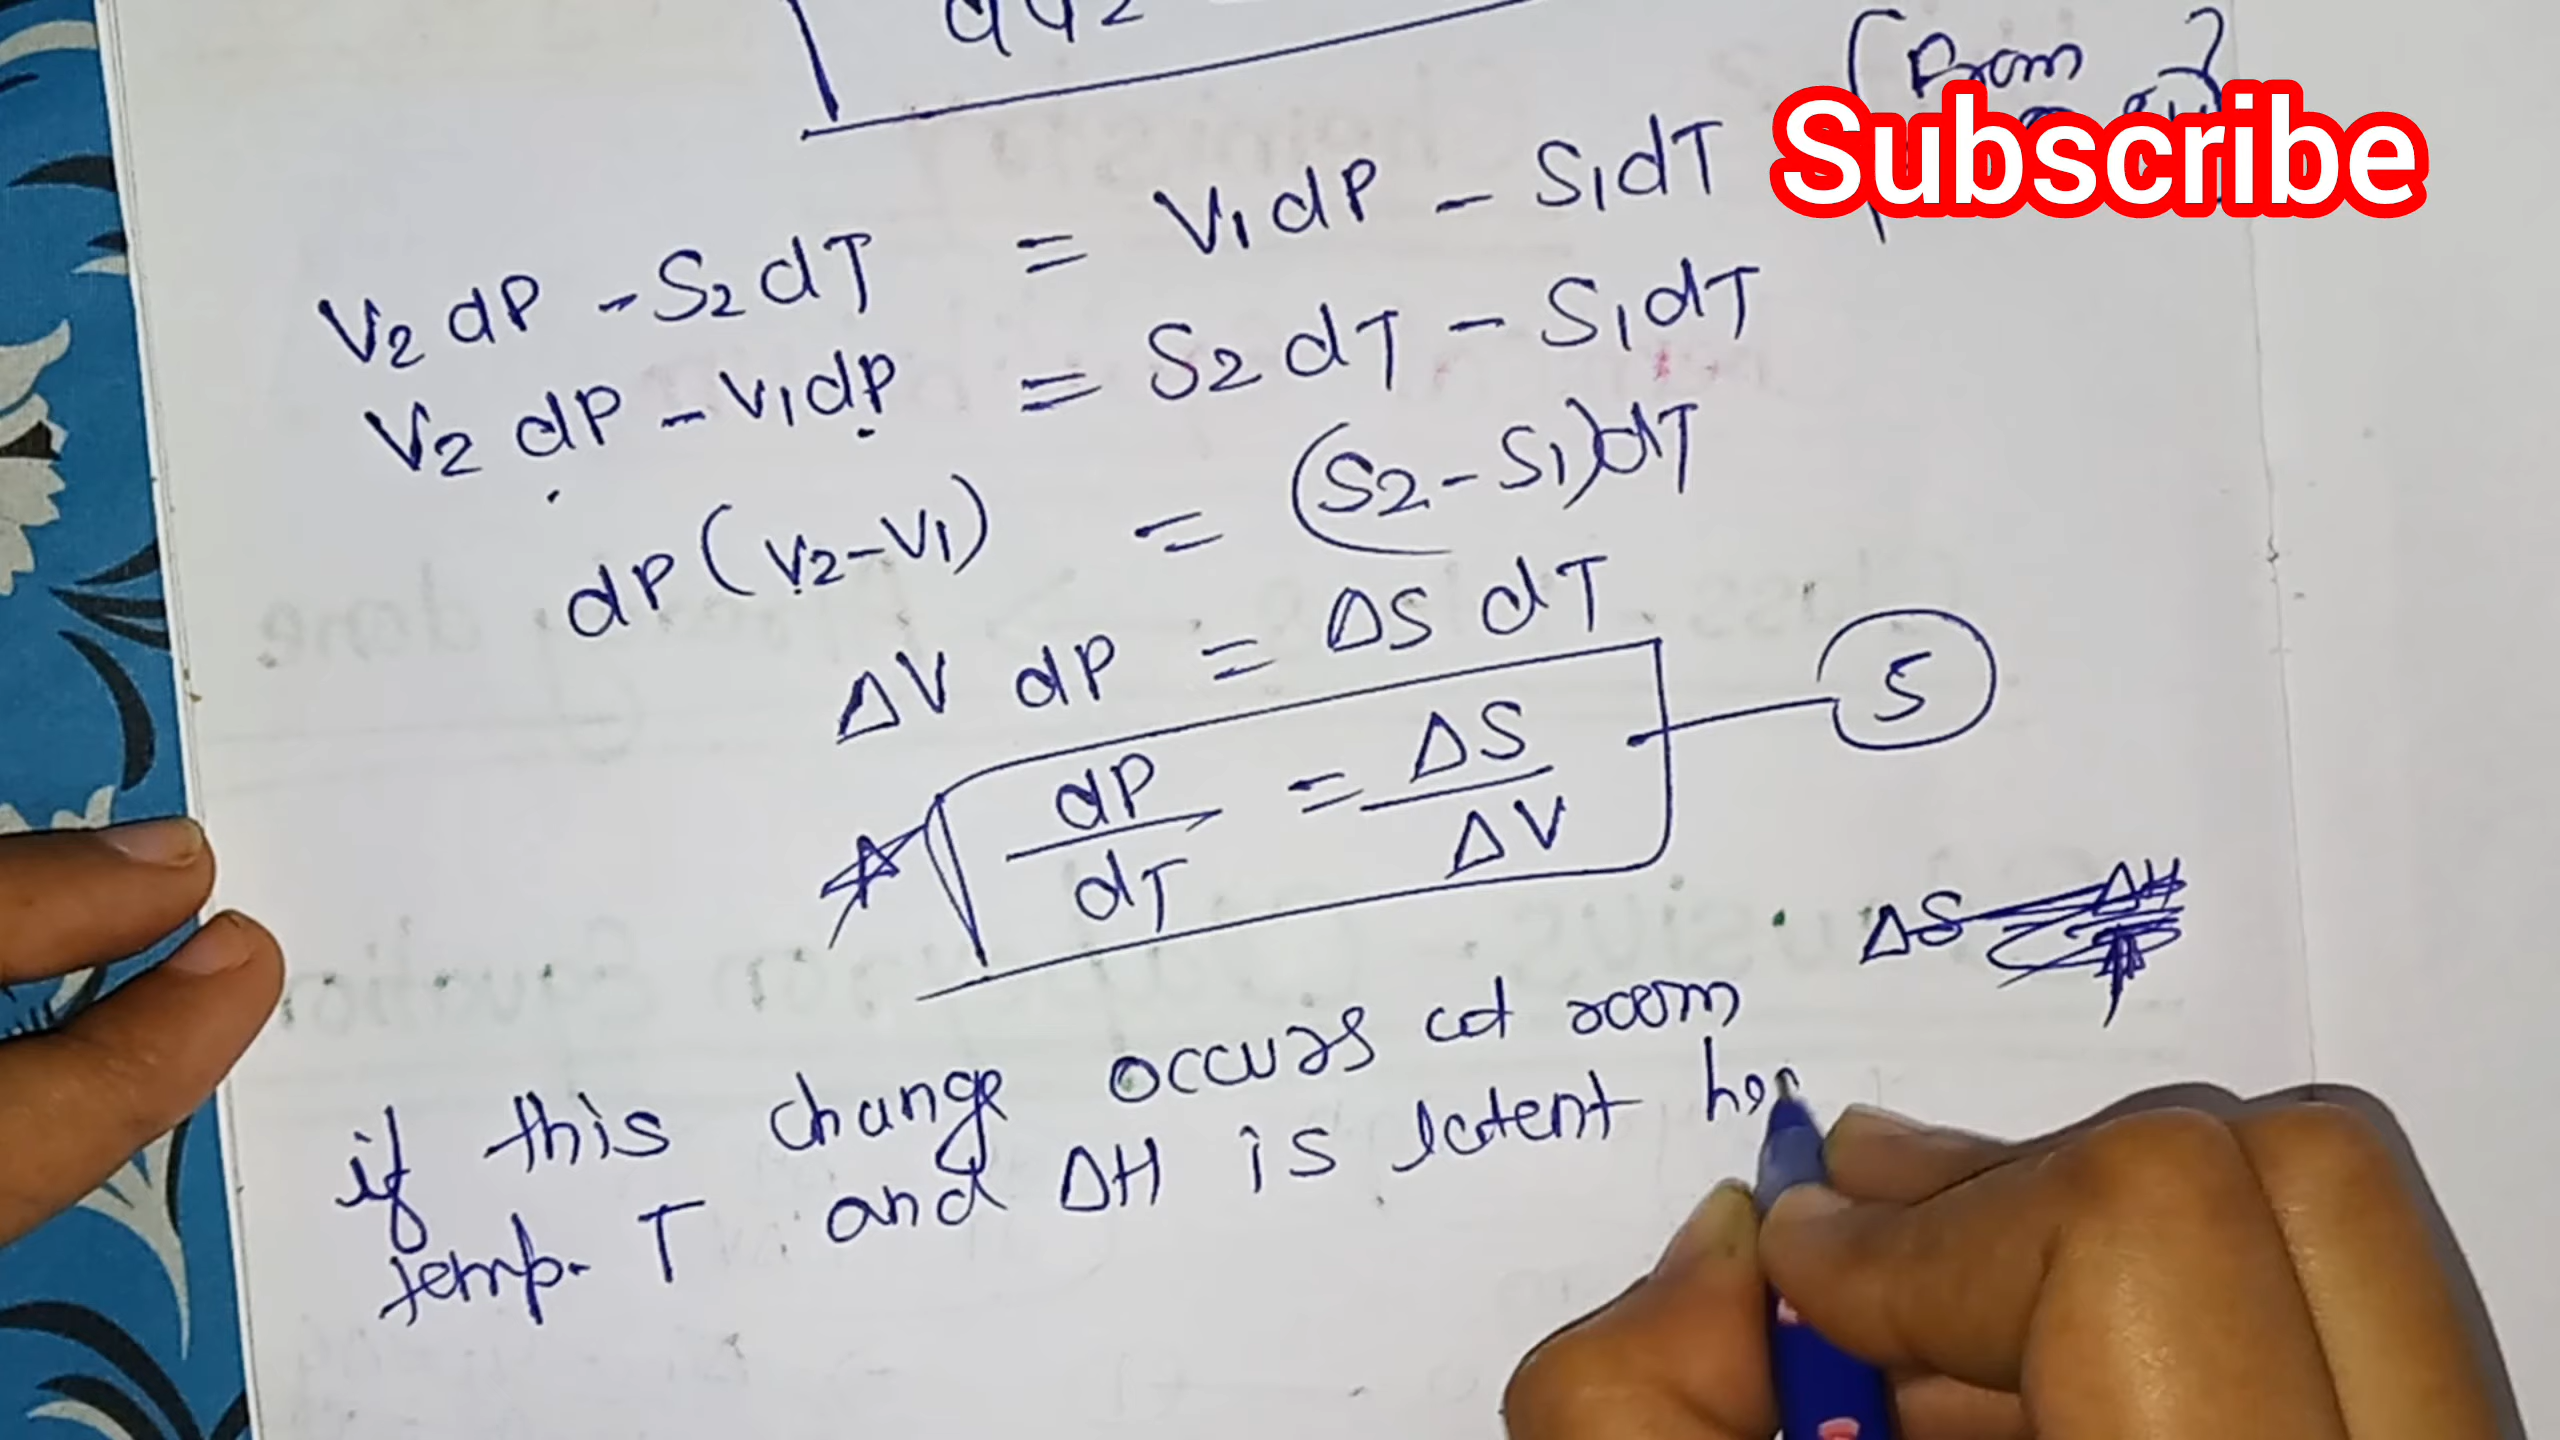 From
Subscribe
V2 dP - S2 dT = V1 dP - S1 dT
V2 dP - V1 dP = S2 dT - S1 dT
dP (V2 - V1) = (S2 - S1) dT
ΔV dP = ΔS dT
dP/dT = ΔS/ΔV 5
ΔS ΔH
if this change occurs at room
temp. T and ΔH is latent